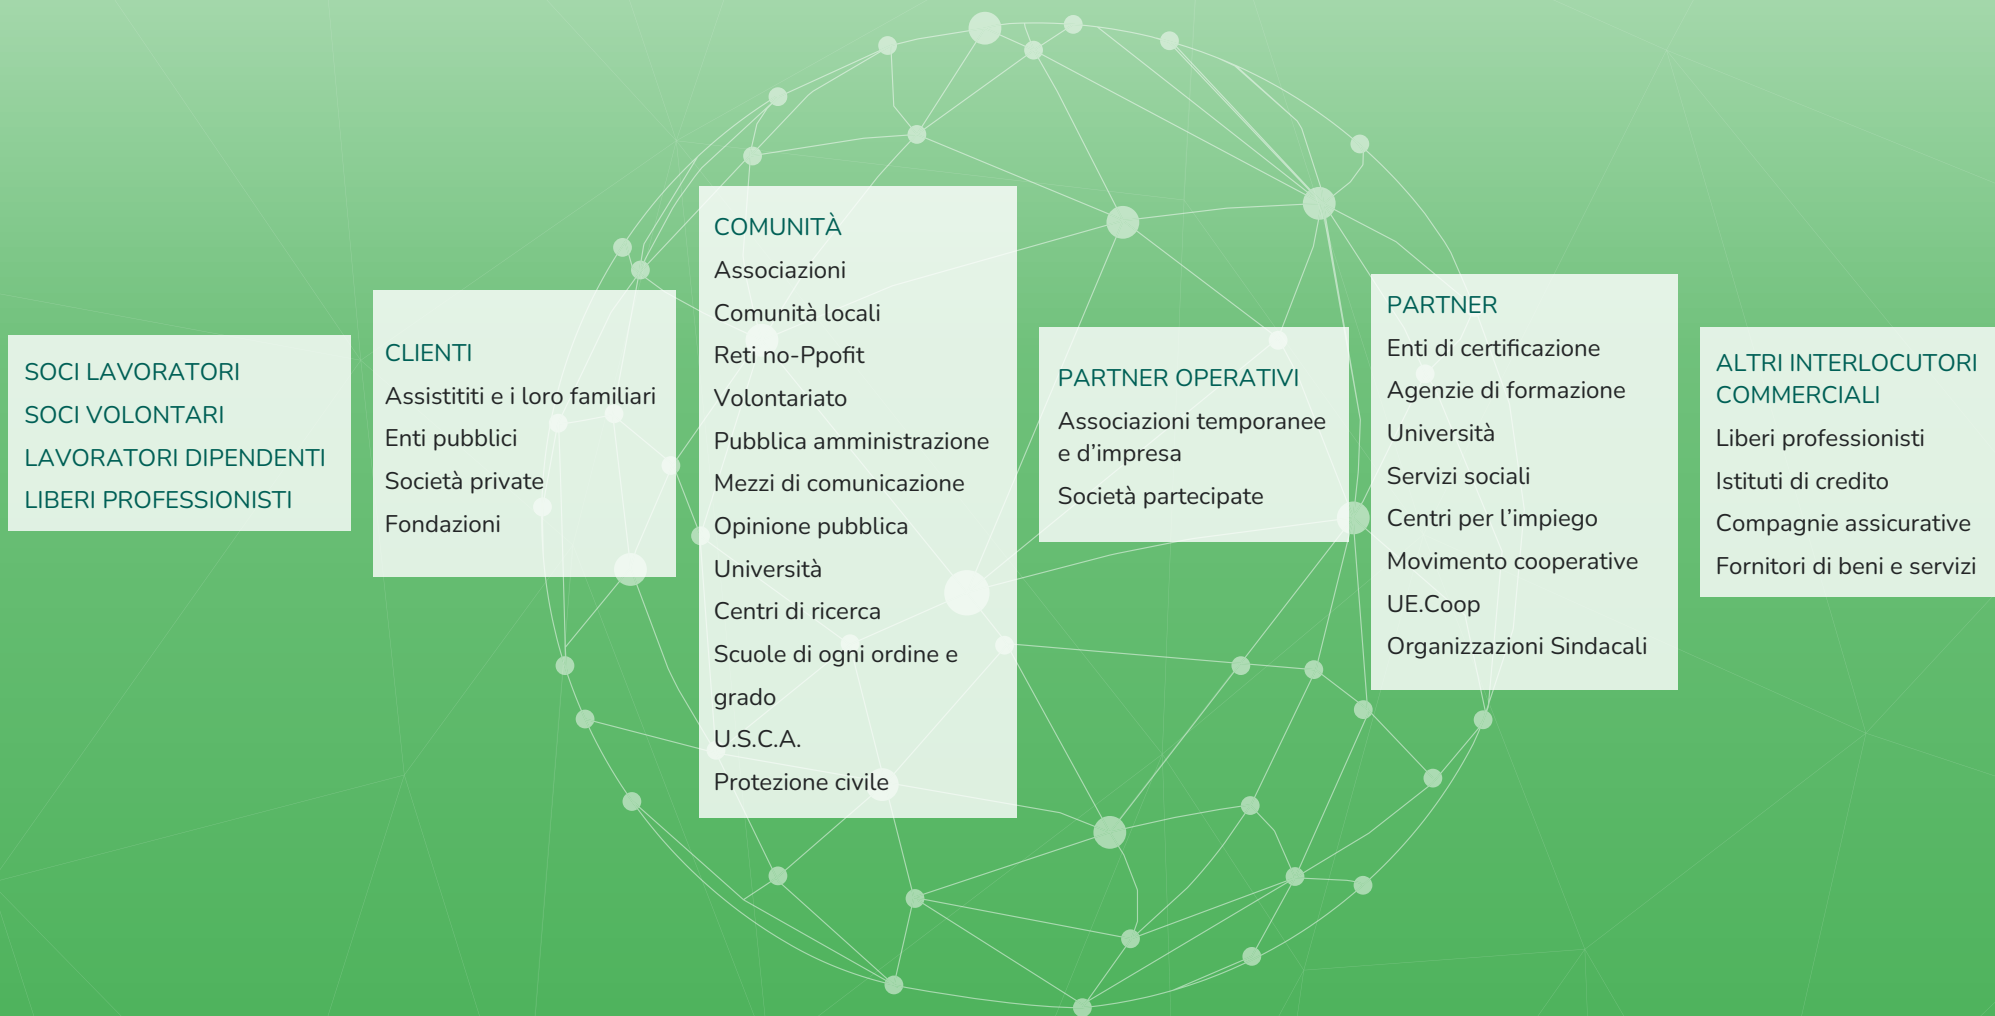 SOCI LAVORATORI
SOCI VOLONTARI
LAVORATORI DIPENDENTI
LIBERI PROFESSIONISTI
CLIENTI
Assistititi e i loro familiari
Enti pubblici
Società private
Fondazioni
COMUNITÀ
Associazioni
Comunità locali
Reti no-Ppofit
Volontariato
Pubblica amministrazione
Mezzi di comunicazione
Opinione pubblica
Università
Centri di ricerca
Scuole di ogni ordine e
grado
U.S.C.A.
Protezione civile
PARTNER OPERATIVI
Associazioni temporanee
e d’impresa
Società partecipate
PARTNER
Enti di certificazione
Agenzie di formazione
Università
Servizi sociali
Centri per l’impiego
Movimento cooperative
UE.Coop
Organizzazioni Sindacali
ALTRI INTERLOCUTORI
COMMERCIALI
Liberi professionisti
Istituti di credito
Compagnie assicurative
Fornitori di beni e servizi